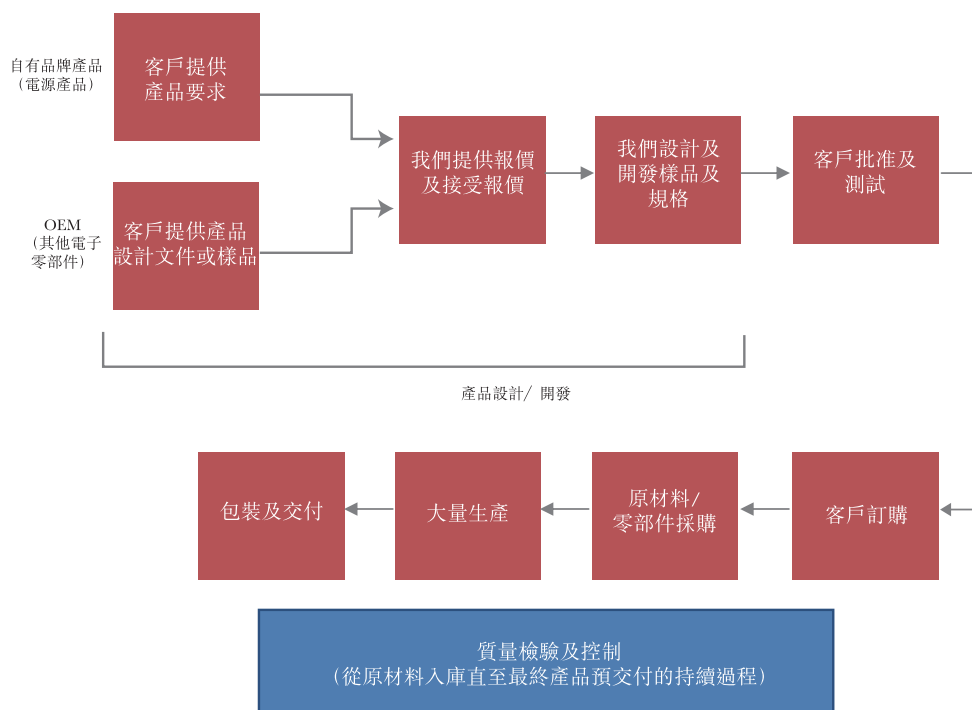 自有品牌產品
（電源產品）
客戶提供
產品要求
OEM
（其他電子
零部件）
客戶提供產品
設計文件或樣品
我們提供報價
及接受報價
我們設計及
開發樣品及
規格
客戶批准及
測試
產品設計/ 開發
包裝及交付
大量生產
原材料/
零部件採購
客戶訂購
質量檢驗及控制
（從原材料入庫直至最終產品預交付的持續過程）